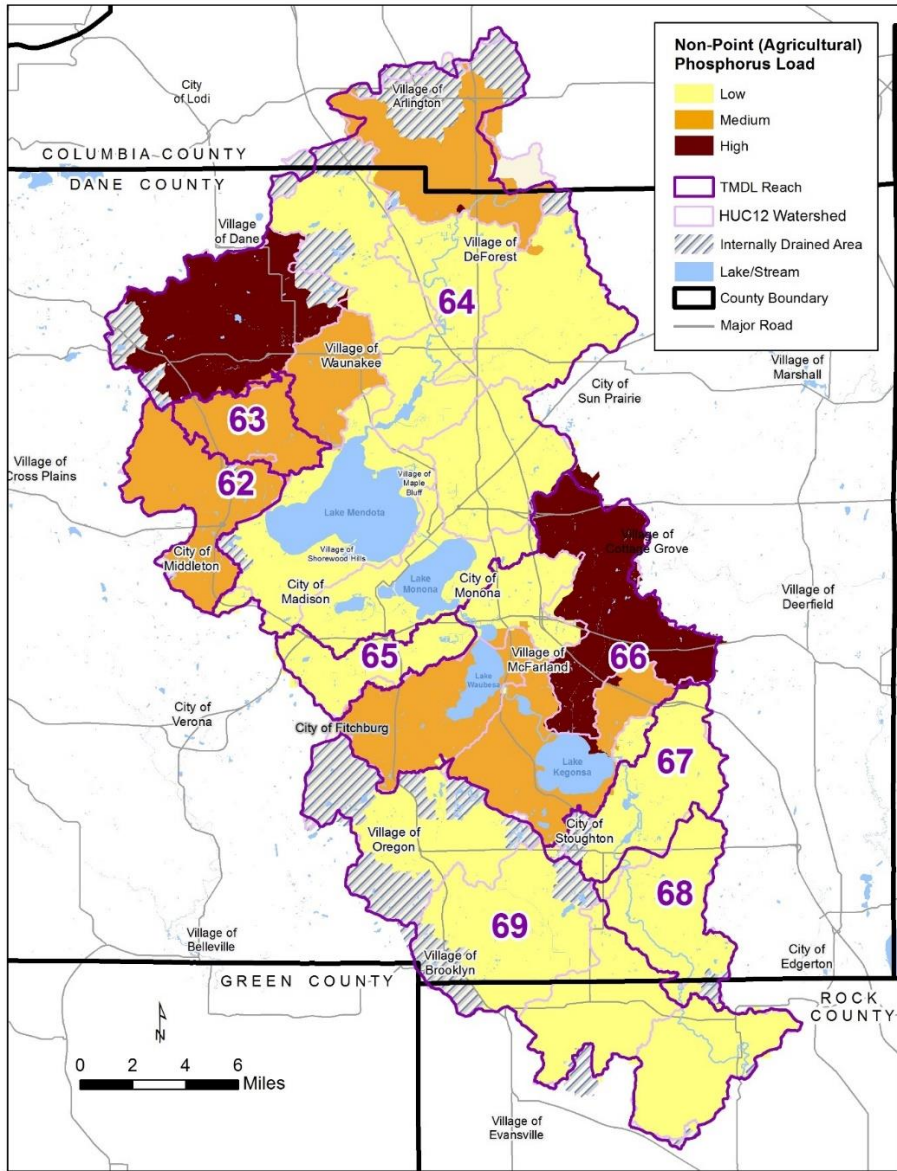 Non-Point (Agricultural)
Phosphorus Load
Low
Medium
High
TMDL Reach
HUC12 Watershed
Internally Drained Area
Lake/Stream
County Boundary
Major Road
City
of Lodi
Village of
Arlington
COLUMBIA COUNTY
DANE COUNTY
Village
of Dane
Village of
DeForest
64
Village of
Waunakee
Village of
Marshall
City of
Sun Prairie
63
Village of
Cross Plains
62
Village of
Maple
Bluff
Lake Mendota
Village of
Cottage Grove
City of
Middleton
Village of
Shorewood Hills
City of
Madison
Lake
Monona
City of
Monona
Village of
Deerfield
65
Village of
McFarland
66
Lake
Waubesa
City of
Verona
City of Fitchburg
67
Lake
Kegonsa
Village of
Oregon
City of
Stoughton
68
69
Village of
Belleville
Village of
Brooklyn
City of
Edgerton
GREEN COUNTY
ROCK
COUNTY
N
0 2 4 6
Miles
Village of
Evansville